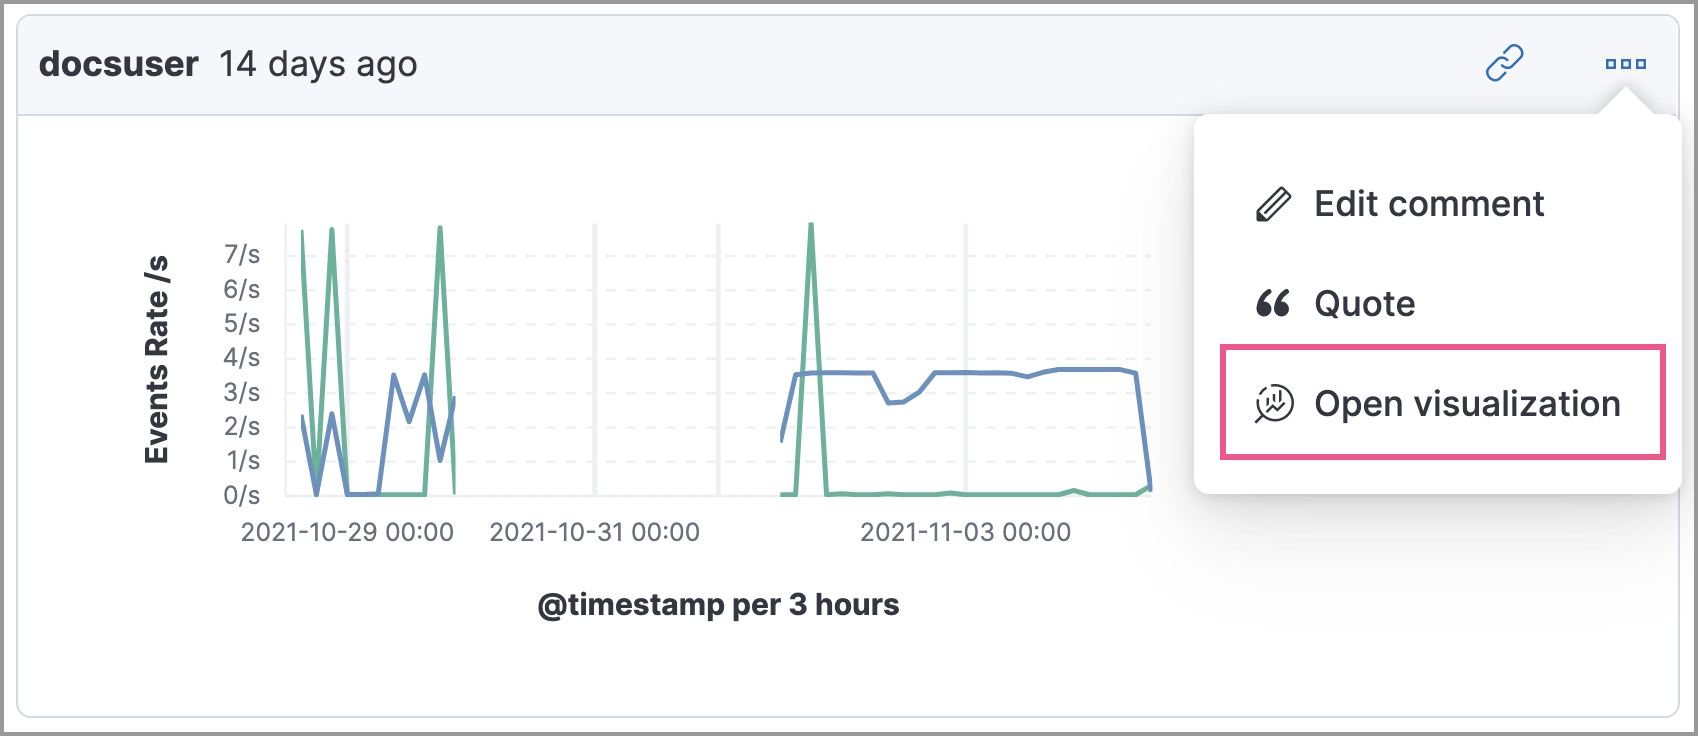 docsuser 14 days ago
Edit comment
Quote
Open visualization
Events Rate /s
7/s
6/s
5/s
4/s
3/s
2/s
1/s
0/s
2021-10-29 00:00 2021-10-31 00:00 2021-11-03 00:00
@timestamp per 3 hours